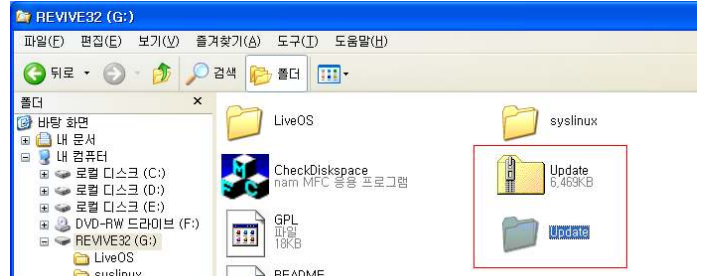 REVIVE32 (G:)
파일(F) 편집(E) 보기(V) 즐겨찾기(A) 도구(T) 도움말(H)
뒤로 검색 폴더
폴더 ×
바탕 화면
내 문서
내 컴퓨터
로컬 디스크 (C:)
로컬 디스크 (D:)
로컬 디스크 (E:)
DVD-RW 드라이브 (F:)
REVIVE32 (G:)
LiveOS
syslinux
LiveOS
syslinux
MFC
CheckDiskspace
nam MFC 응용 프로그램
Update
6,469KB
GPL
파일
18KB
Update
README